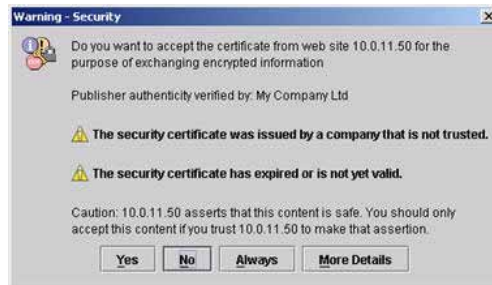 Warning - Security
Do you want to accept the certificate from web site 10.0.11.50 for the
purpose of exchanging encrypted information
Publisher authenticity verified by: My Company Ltd
The security certificate was issued by a company that is not trusted.
The security certificate has expired or is not yet valid.
Caution: 10.0.11.50 asserts that this content is safe. You should only
accept this content if you trust 10.0.11.50 to make that assertion.
Yes No Always More Details